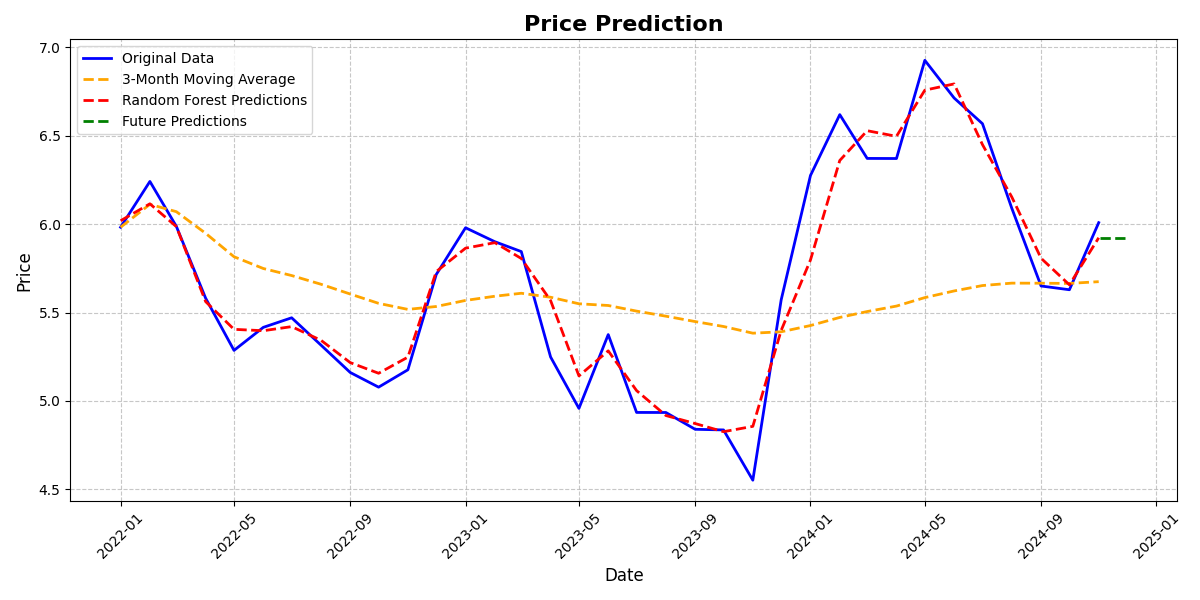 Price Prediction
Original Data
3-Month Moving Average
Random Forest Predictions
Future Predictions
Price
7.0
6.5
6.0
5.5
5.0
4.5
2022-01
2022-05
2022-09
2023-01
2023-05
2023-09
2024-01
2024-05
2024-09
2025-01
Date